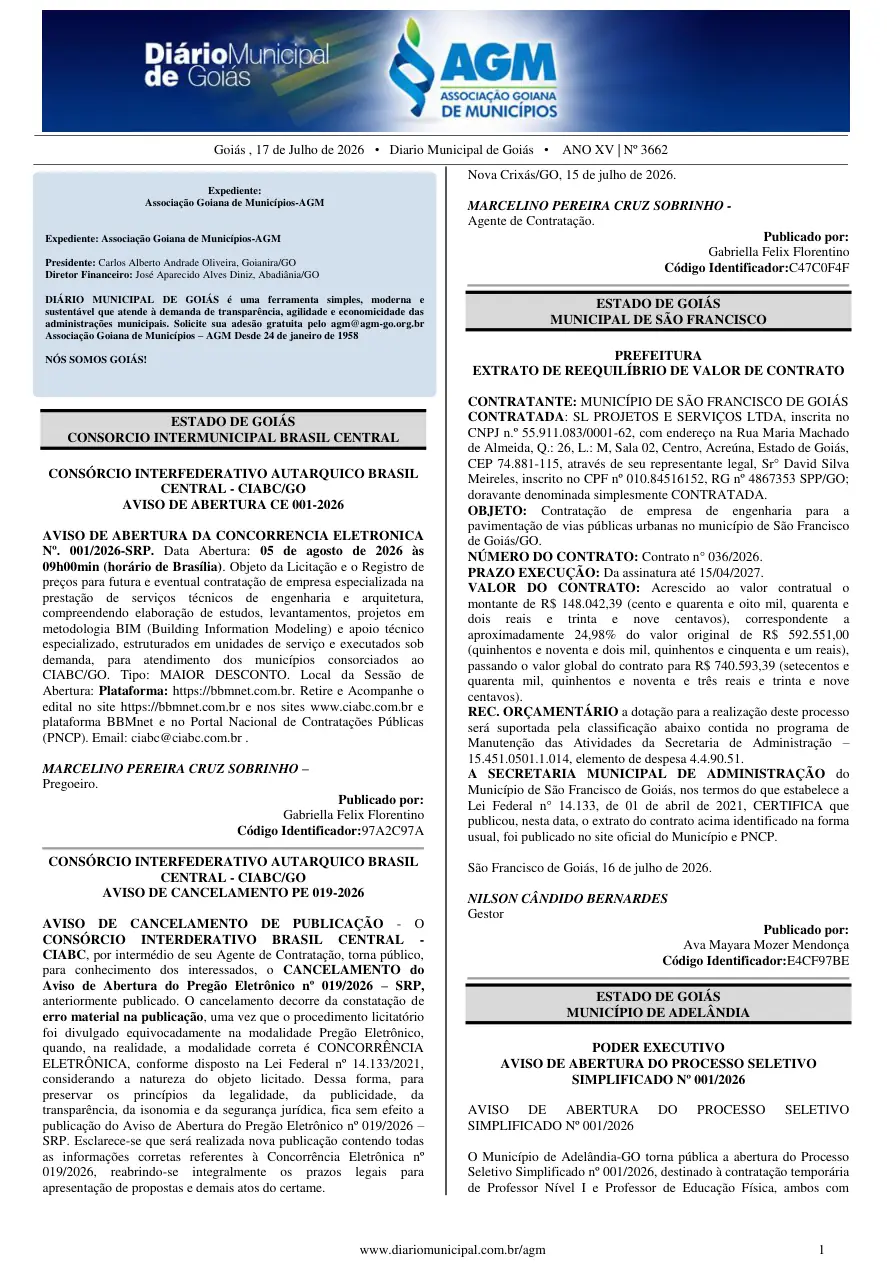 DiárioMunicipal
de Goiás
AGM
ASSOCIAÇÃO GOIANA
DE MUNICÍPIOS
Goiás , 17 de Julho de 2026 • Diario Municipal de Goiás • ANO XV | Nº 3662
Expediente:
Associação Goiana de Municípios-AGM
Expediente: Associação Goiana de Municípios-AGM
Presidente: Carlos Alberto Andrade Oliveira, Goianira/GO
Diretor Financeiro: José Aparecido Alves Diniz, Abadiânia/GO
DIÁRIO MUNICIPAL DE GOIÁS é uma ferramenta simples, moderna e
sustentável que atende à demanda de transparência, agilidade e economicidade das
administrações municipais. Solicite sua adesão gratuita pelo agm@agm-go.org.br
Associação Goiana de Municípios – AGM Desde 24 de janeiro de 1958
NÓS SOMOS GOIÁS!
ESTADO DE GOIÁS
CONSORCIO INTERMUNICIPAL BRASIL CENTRAL
CONSÓRCIO INTERFEDERATIVO AUTARQUICO BRASIL
CENTRAL - CIABC/GO
AVISO DE ABERTURA CE 001-2026
AVISO DE ABERTURA DA CONCORRENCIA ELETRONICA
Nº. 001/2026-SRP. Data Abertura: 05 de agosto de 2026 às
09h00min (horário de Brasília). Objeto da Licitação e o Registro de
preços para futura e eventual contratação de empresa especializada na
prestação de serviços técnicos de engenharia e arquitetura,
compreendendo elaboração de estudos, levantamentos, projetos em
metodologia BIM (Building Information Modeling) e apoio técnico
especializado, estruturados em unidades de serviço e executados sob
demanda, para atendimento dos municípios consorciados ao
CIABC/GO. Tipo: MAIOR DESCONTO. Local da Sessão de
Abertura: Plataforma: https://bbmnet.com.br. Retire e Acompanhe o
edital no site https://bbmnet.com.br e nos sites www.ciabc.com.br e
plataforma BBMnet e no Portal Nacional de Contratações Públicas
(PNCP). Email: ciabc@ciabc.com.br .
MARCELINO PEREIRA CRUZ SOBRINHO –
Pregoeiro.
Publicado por:
Gabriella Felix Florentino
Código Identificador:97A2C97A
CONSÓRCIO INTERFEDERATIVO AUTARQUICO BRASIL
CENTRAL - CIABC/GO
AVISO DE CANCELAMENTO PE 019-2026
AVISO DE CANCELAMENTO DE PUBLICAÇÃO - O
CONSÓRCIO INTERDERATIVO BRASIL CENTRAL -
CIABC, por intermédio de seu Agente de Contratação, torna público,
para conhecimento dos interessados, o CANCELAMENTO do
Aviso de Abertura do Pregão Eletrônico nº 019/2026 – SRP,
anteriormente publicado. O cancelamento decorre da constatação de
erro material na publicação, uma vez que o procedimento licitatório
foi divulgado equivocadamente na modalidade Pregão Eletrônico,
quando, na realidade, a modalidade correta é CONCORRÊNCIA
ELETRÔNICA, conforme disposto na Lei Federal nº 14.133/2021,
considerando a natureza do objeto licitado. Dessa forma, para
preservar os princípios da legalidade, da publicidade, da
transparência, da isonomia e da segurança jurídica, fica sem efeito a
publicação do Aviso de Abertura do Pregão Eletrônico nº 019/2026 –
SRP. Esclarece-se que será realizada nova publicação contendo todas
as informações corretas referentes à Concorrência Eletrônica nº
019/2026, reabrindo-se integralmente os prazos legais para
apresentação de propostas e demais atos do certame.
Nova Crixás/GO, 15 de julho de 2026.
MARCELINO PEREIRA CRUZ SOBRINHO -
Agente de Contratação.
Publicado por:
Gabriella Felix Florentino
Código Identificador:C47C0F4F
ESTADO DE GOIÁS
MUNICIPAL DE SÃO FRANCISCO
PREFEITURA
EXTRATO DE REEQUILÍBRIO DE VALOR DE CONTRATO
CONTRATANTE: MUNICÍPIO DE SÃO FRANCISCO DE GOIÁS
CONTRATADA: SL PROJETOS E SERVIÇOS LTDA, inscrita no
CNPJ n.º 55.911.083/0001-62, com endereço na Rua Maria Machado
de Almeida, Q.: 26, L.: M, Sala 02, Centro, Acreúna, Estado de Goiás,
CEP 74.881-115, através de seu representante legal, Sr° David Silva
Meireles, inscrito no CPF nº 010.84516152, RG nº 4867353 SPP/GO;
doravante denominada simplesmente CONTRATADA.
OBJETO: Contratação de empresa de engenharia para a
pavimentação de vias públicas urbanas no município de São Francisco
de Goiás/GO.
NÚMERO DO CONTRATO: Contrato n° 036/2026.
PRAZO EXECUÇÃO: Da assinatura até 15/04/2027.
VALOR DO CONTRATO: Acrescido ao valor contratual o
montante de R$ 148.042,39 (cento e quarenta e oito mil, quarenta e
dois reais e trinta e nove centavos), correspondente a
aproximadamente 24,98% do valor original de R$ 592.551,00
(quinhentos e noventa e dois mil, quinhentos e cinquenta e um reais),
passando o valor global do contrato para R$ 740.593,39 (setecentos e
quarenta mil, quinhentos e noventa e três reais e trinta e nove
centavos).
REC. ORÇAMENTÁRIO a dotação para a realização deste processo
será suportada pela classificação abaixo contida no programa de
Manutenção das Atividades da Secretaria de Administração –
15.451.0501.1.014, elemento de despesa 4.4.90.51.
A SECRETARIA MUNICIPAL DE ADMINISTRAÇÃO do
Município de São Francisco de Goiás, nos termos do que estabelece a
Lei Federal n° 14.133, de 01 de abril de 2021, CERTIFICA que
publicou, nesta data, o extrato do contrato acima identificado na forma
usual, foi publicado no site oficial do Município e PNCP.
São Francisco de Goiás, 16 de julho de 2026.
NILSON CÂNDIDO BERNARDES
Gestor
Publicado por:
Ava Mayara Mozer Mendonça
Código Identificador:E4CF97BE
ESTADO DE GOIÁS
MUNICÍPIO DE ADELÂNDIA
PODER EXECUTIVO
AVISO DE ABERTURA DO PROCESSO SELETIVO
SIMPLIFICADO Nº 001/2026
AVISO DE ABERTURA DO PROCESSO SELETIVO
SIMPLIFICADO Nº 001/2026
O Município de Adelândia-GO torna pública a abertura do Processo
Seletivo Simplificado nº 001/2026, destinado à contratação temporária
de Professor Nível I e Professor de Educação Física, ambos com
www.diariomunicipal.com.br/agm 1